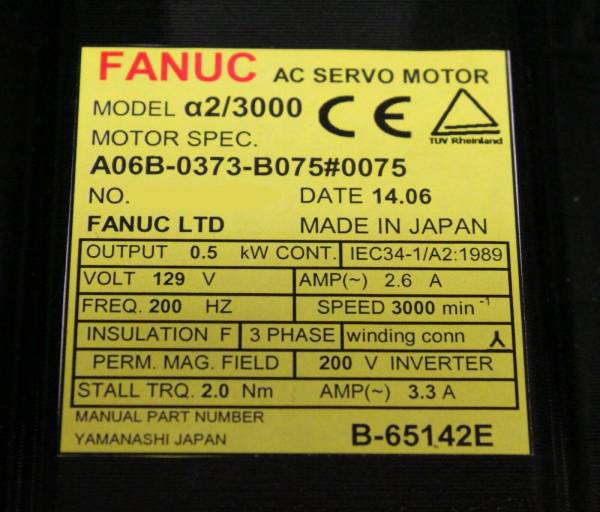 FANUC AC SERVO MOTOR
MODEL α2/3000
CE
TUV Rheinland
MOTOR SPEC.
A06B-0373-B075#0075
NO. DATE 14.06
FANUC LTD MADE IN JAPAN
OUTPUT 0.5 kW CONT. IEC34-1/A2:1989
VOLT 129 V AMP(~) 2.6 A
FREQ. 200 HZ SPEED 3000 min⁻¹
INSULATION F 3 PHASE winding conn
PERM. MAG. FIELD 200 V INVERTER
STALL TRQ. 2.0 Nm AMP(~) 3.3 A
MANUAL PART NUMBER
YAMANASHI JAPAN B-65142E